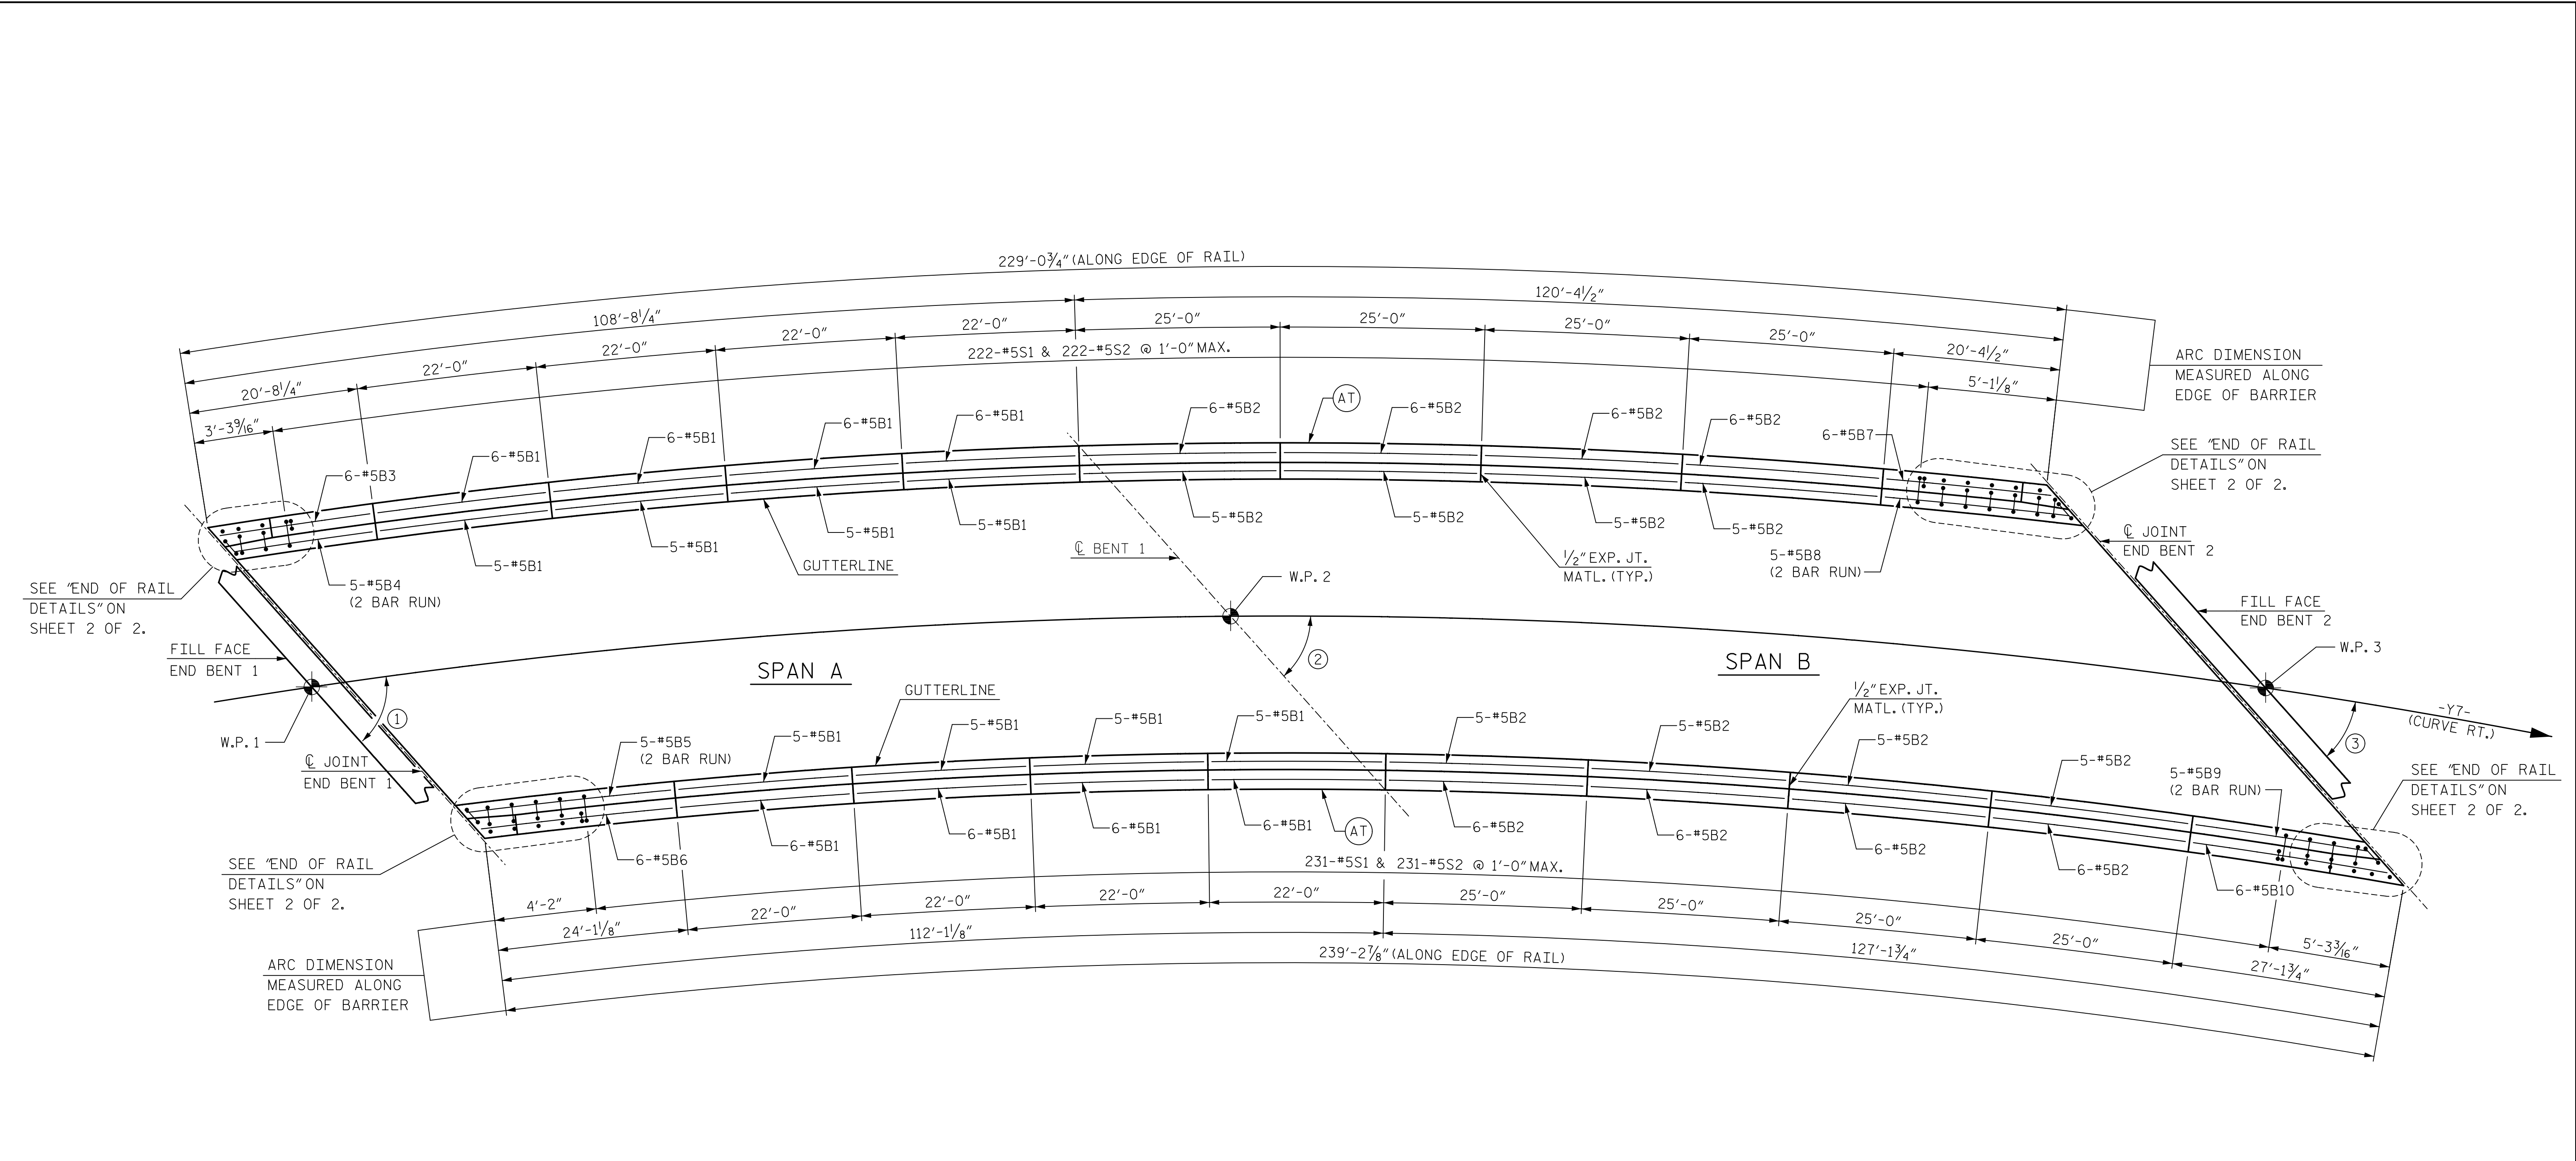 229'-0¾" (ALONG EDGE OF RAIL)
108'-8¼"
120'-4½"
20'-8¼"
22'-0"
22'-0"
22'-0"
22'-0"
25'-0"
25'-0"
25'-0"
25'-0"
20'-4½"
3'-3⁹⁄₁₆"
222-#5S1 & 222-#5S2 @ 1'-0" MAX.
5'-1⅛"
ARC DIMENSION
MEASURED ALONG
EDGE OF BARRIER
6-#5B3
6-#5B1
6-#5B1
6-#5B1
6-#5B1
6-#5B2
AT
6-#5B2
6-#5B2
6-#5B2
6-#5B7
SEE "END OF RAIL
DETAILS" ON
SHEET 2 OF 2.
5-#5B4
(2 BAR RUN)
5-#5B1
5-#5B1
GUTTERLINE
5-#5B1
5-#5B1
5-#5B2
5-#5B2
½" EXP. JT.
MATL. (TYP.)
5-#5B2
5-#5B2
5-#5B8
(2 BAR RUN)
℄ JOINT
END BENT 2
℄ BENT 1
W.P. 2
SEE "END OF RAIL
DETAILS" ON
SHEET 2 OF 2.
FILL FACE
END BENT 1
FILL FACE
END BENT 2
W.P. 1
1
SPAN A
2
SPAN B
W.P. 3
-Y7-
(CURVE RT.)
3
℄ JOINT
END BENT 1
5-#5B5
(2 BAR RUN)
5-#5B1
GUTTERLINE
5-#5B1
5-#5B1
5-#5B1
5-#5B2
5-#5B2
½" EXP. JT.
MATL. (TYP.)
5-#5B2
5-#5B2
5-#5B9
(2 BAR RUN)
SEE "END OF RAIL
DETAILS" ON
SHEET 2 OF 2.
6-#5B6
6-#5B1
6-#5B1
6-#5B1
6-#5B1
AT
6-#5B2
6-#5B2
6-#5B2
6-#5B2
6-#5B10
SEE "END OF RAIL
DETAILS" ON
SHEET 2 OF 2.
231-#5S1 & 231-#5S2 @ 1'-0" MAX.
4'-2"
5'-3³⁄₁₆"
24'-1⅛"
22'-0"
22'-0"
22'-0"
22'-0"
25'-0"
25'-0"
25'-0"
25'-0"
27'-1¾"
112'-1⅛"
127'-1¾"
239'-2⅞" (ALONG EDGE OF RAIL)
ARC DIMENSION
MEASURED ALONG
EDGE OF BARRIER